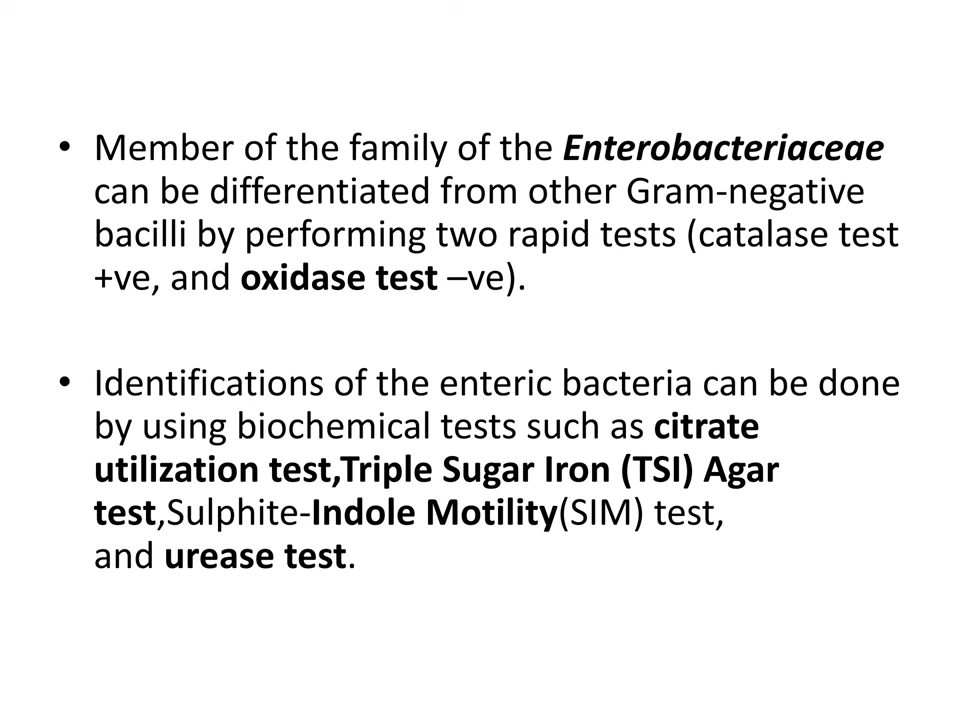 • Member of the family of the Enterobacteriaceae
can be differentiated from other Gram-negative
bacilli by performing two rapid tests (catalase test
+ve, and oxidase test –ve).
• Identifications of the enteric bacteria can be done
by using biochemical tests such as citrate
utilization test,Triple Sugar Iron (TSI) Agar
test,Sulphite-Indole Motility(SIM) test,
and urease test.